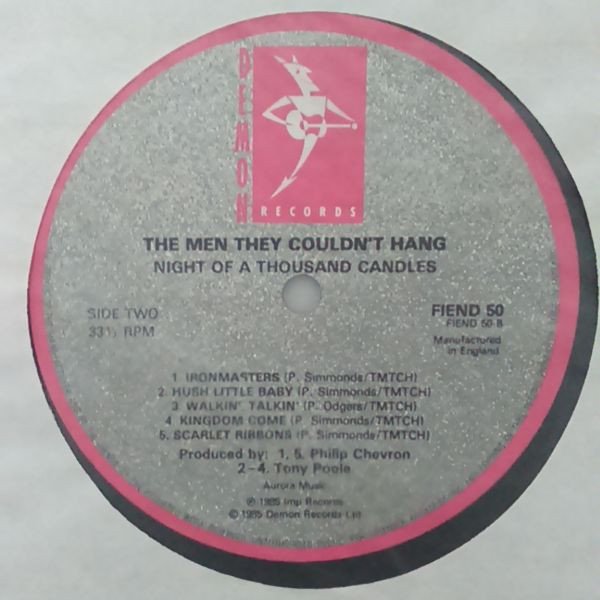 DEMON
RECORDS
THE MEN THEY COULDN'T HANG
NIGHT OF A THOUSAND CANDLES
SIDE TWO
33⅓ RPM
FIEND 50
FIEND 50 B
Manufactured
in England
1 IRONMASTERS (P. Simmonds/TMTCH)
2. HUSH LITTLE BABY (P. Simmonds/TMTCH)
3 WALKIN' TALKIN' (P. Odgers/TMTCH)
4 KINGDOM COME (P. Simmonds/TMTCH)
5. SCARLET RIBBONS (P. Simmonds/TMTCH)
Produced by: 1, 5. Philip Chevron
2-4. Tony Poole
Aurora Music
℗ 1985 Imp Records
© 1985 Demon Records Ltd